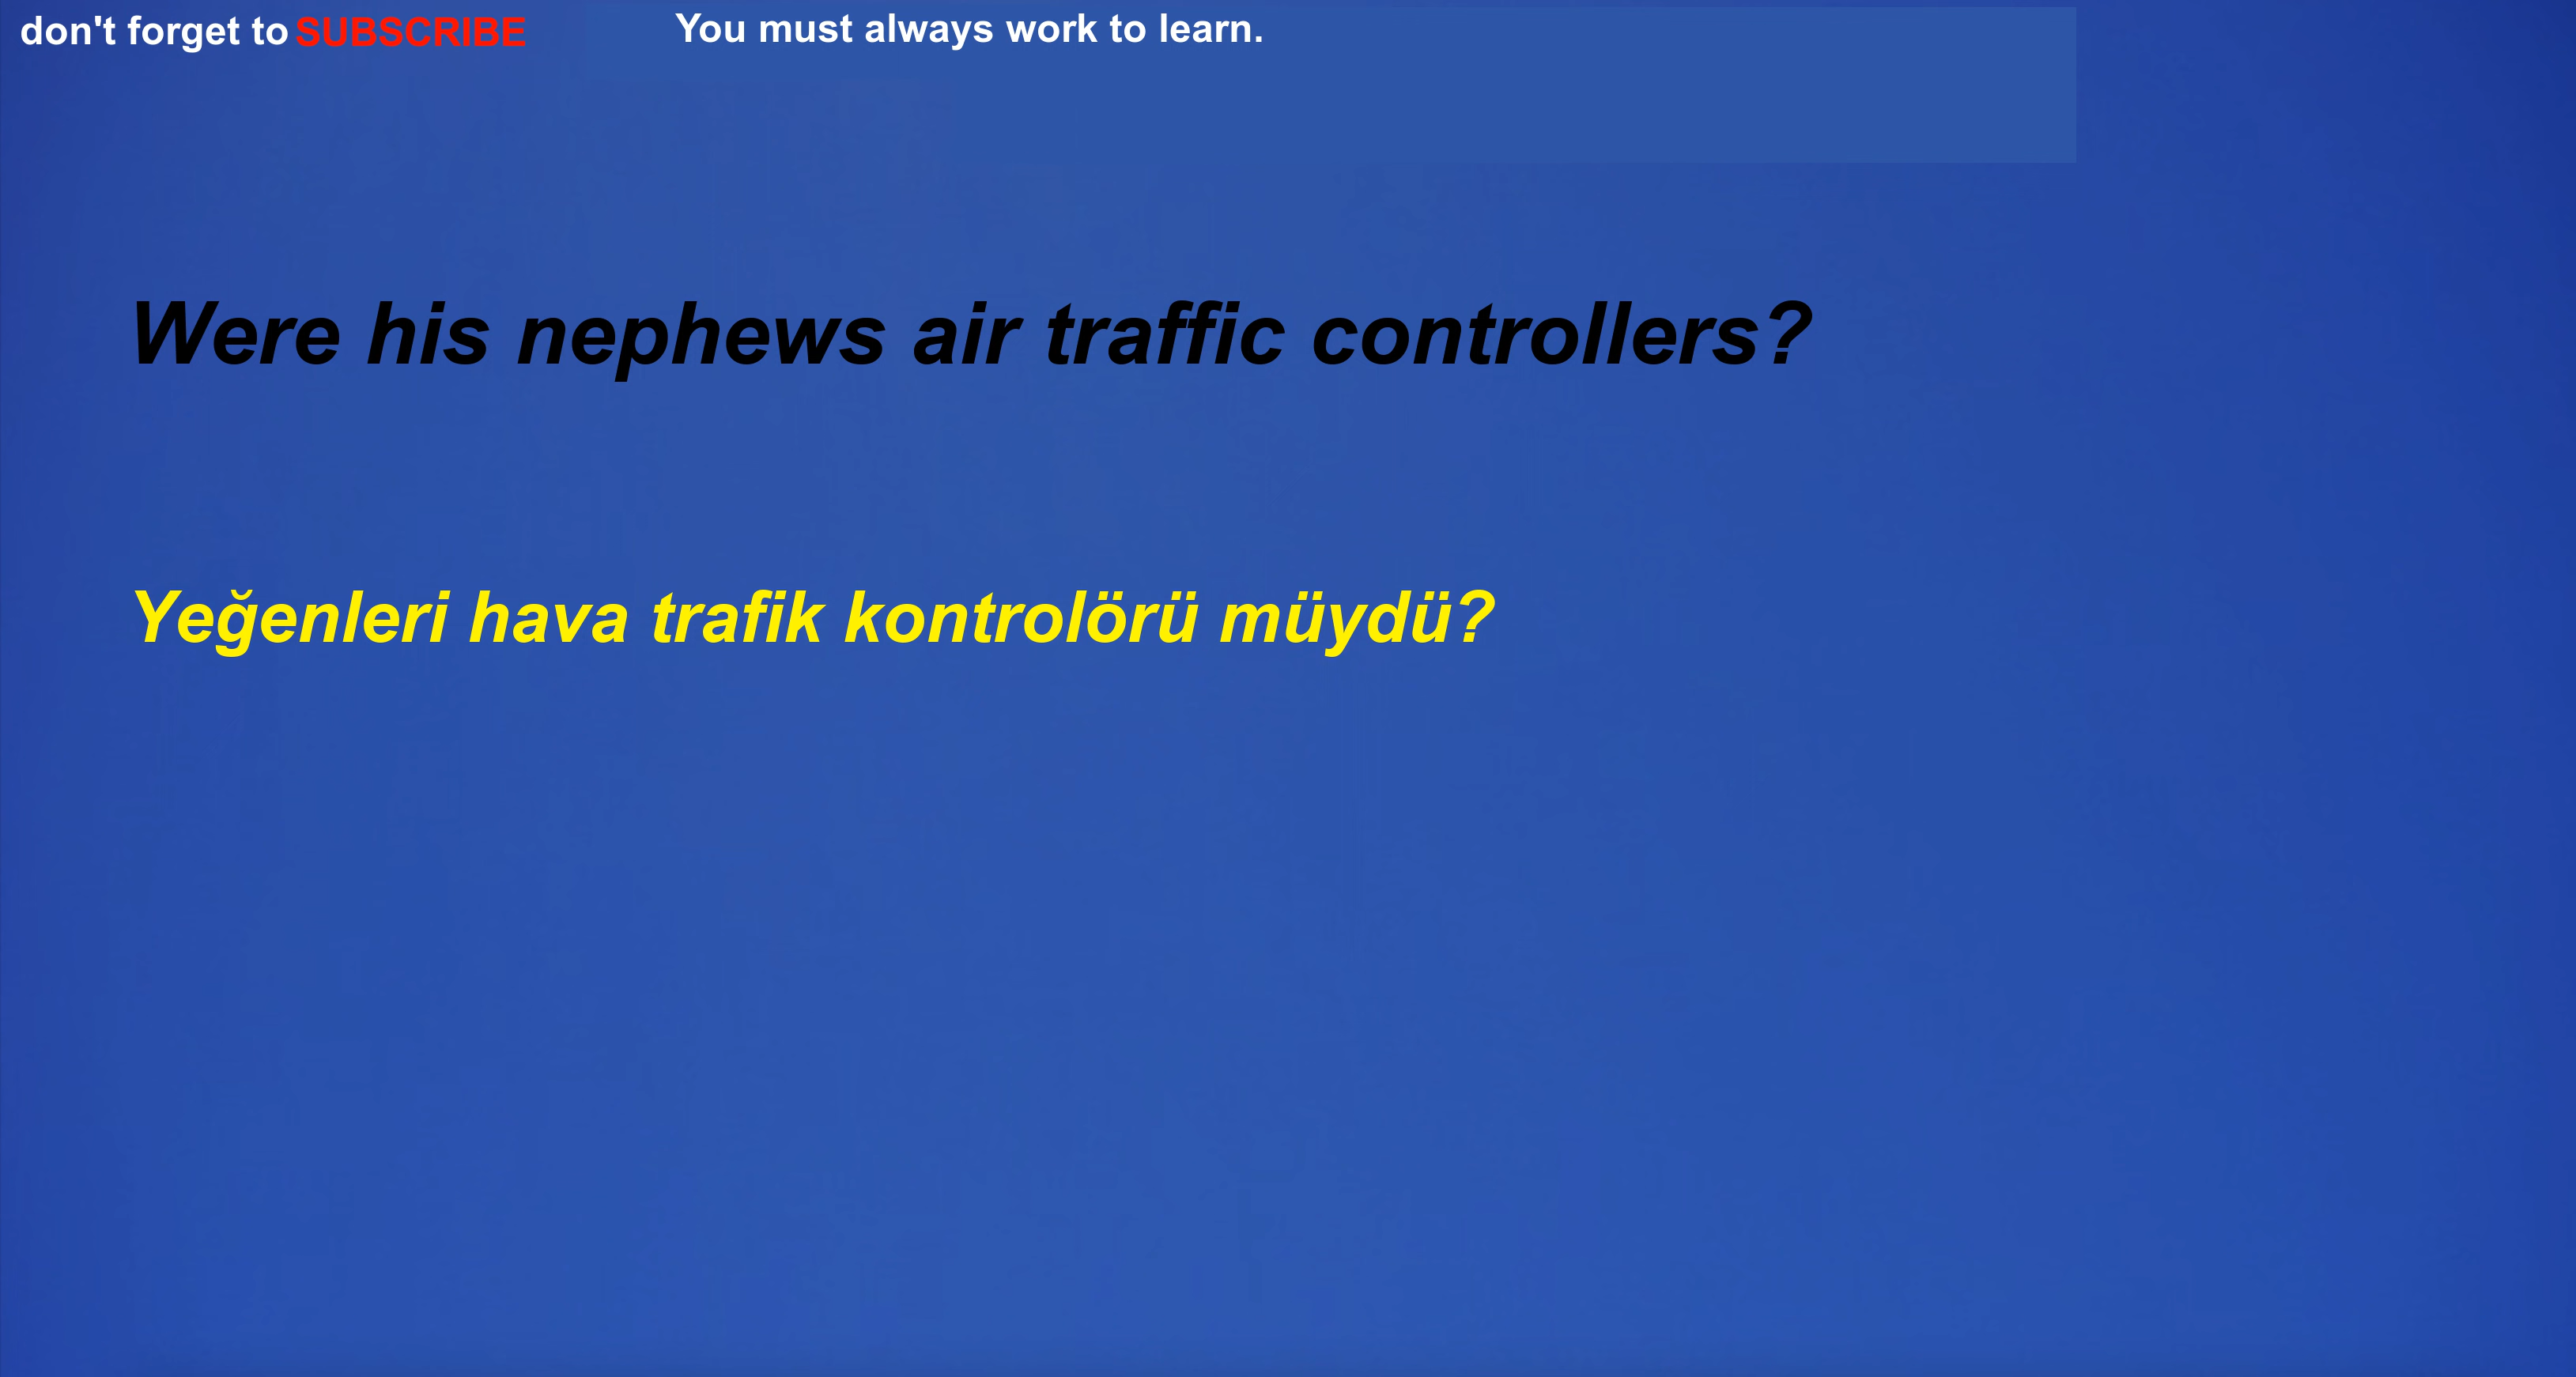 don't forget to SUBSCRIBE
You must always work to learn.
Were his nephews air traffic controllers?
Yeğenleri hava trafik kontrolörü müydü?